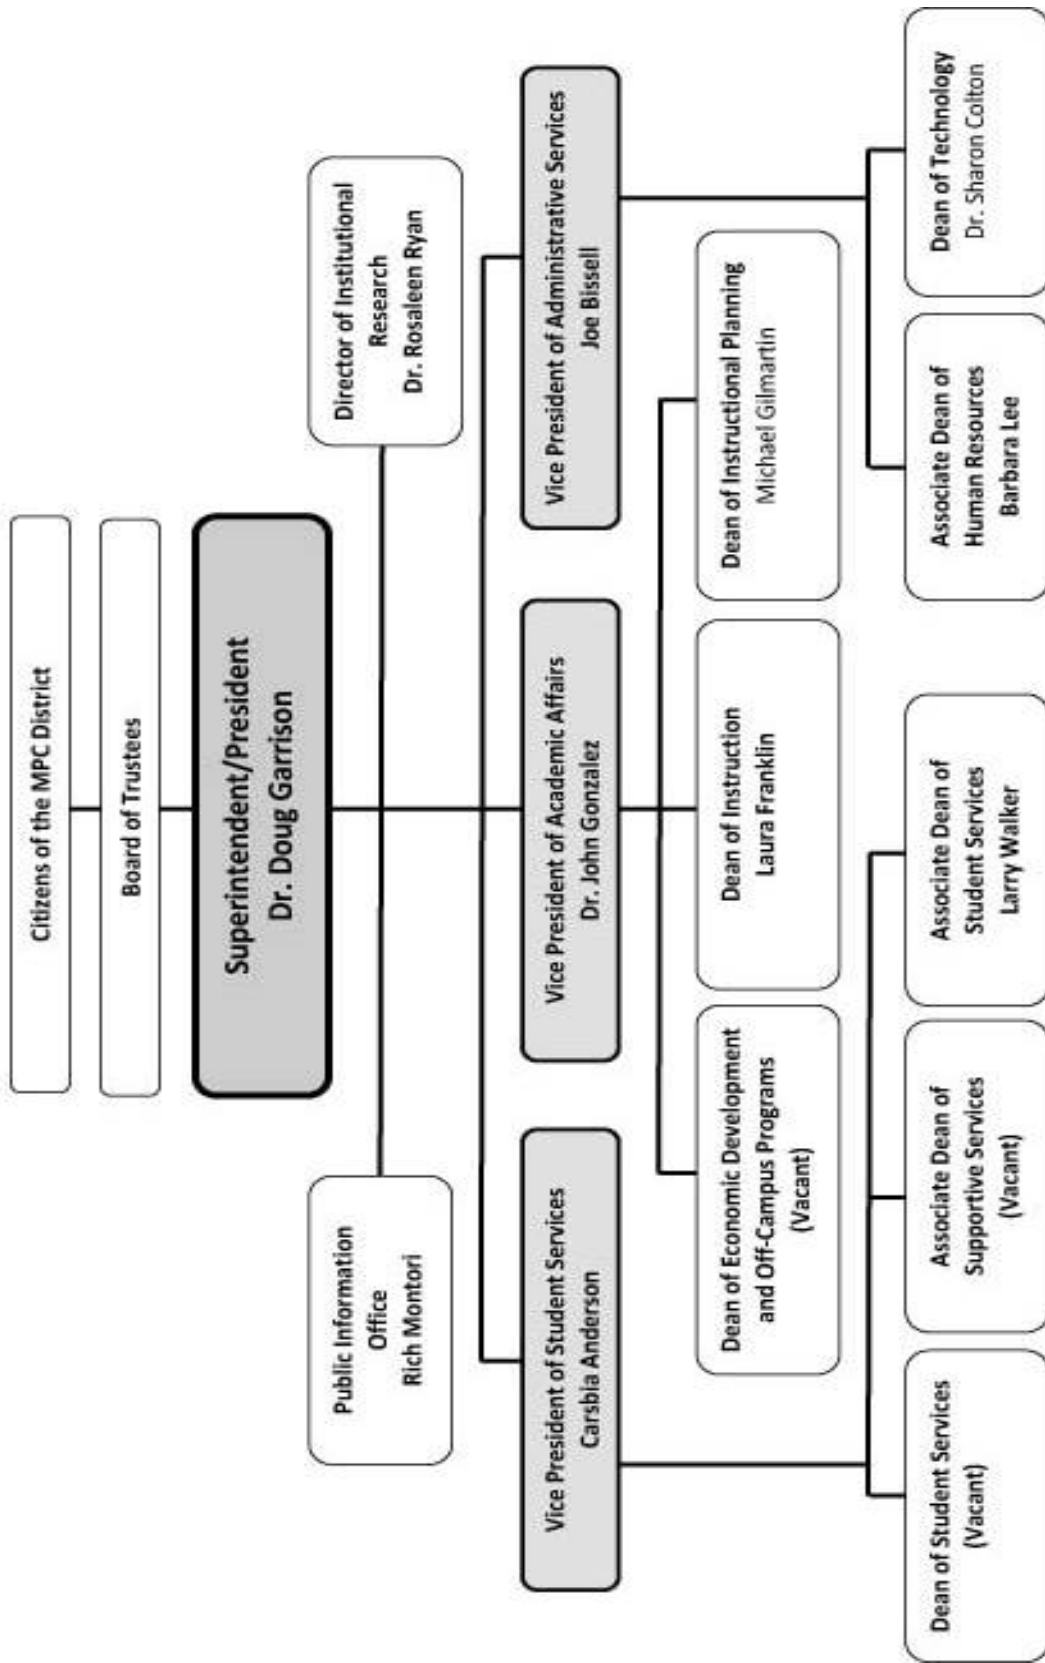 Citizens of the MPC District
Board of Trustees
Superintendent/President
Dr. Doug Garrison
Public Information
Office
Rich Montori
Director of Institutional
Research
Dr. Rosaleen Ryan
Vice President of Student Services
Carsbia Anderson
Vice President of Academic Affairs
Dr. John Gonzalez
Vice President of Administrative Services
Joe Bissell
Dean of Economic Development
and Off-Campus Programs
(Vacant)
Dean of Instruction
Laura Franklin
Dean of Instructional Planning
Michael Gilmartin
Dean of Student Services
(Vacant)
Associate Dean of
Supportive Services
(Vacant)
Associate Dean of
Student Services
Larry Walker
Associate Dean of
Human Resources
Barbara Lee
Dean of Technology
Dr. Sharon Colton